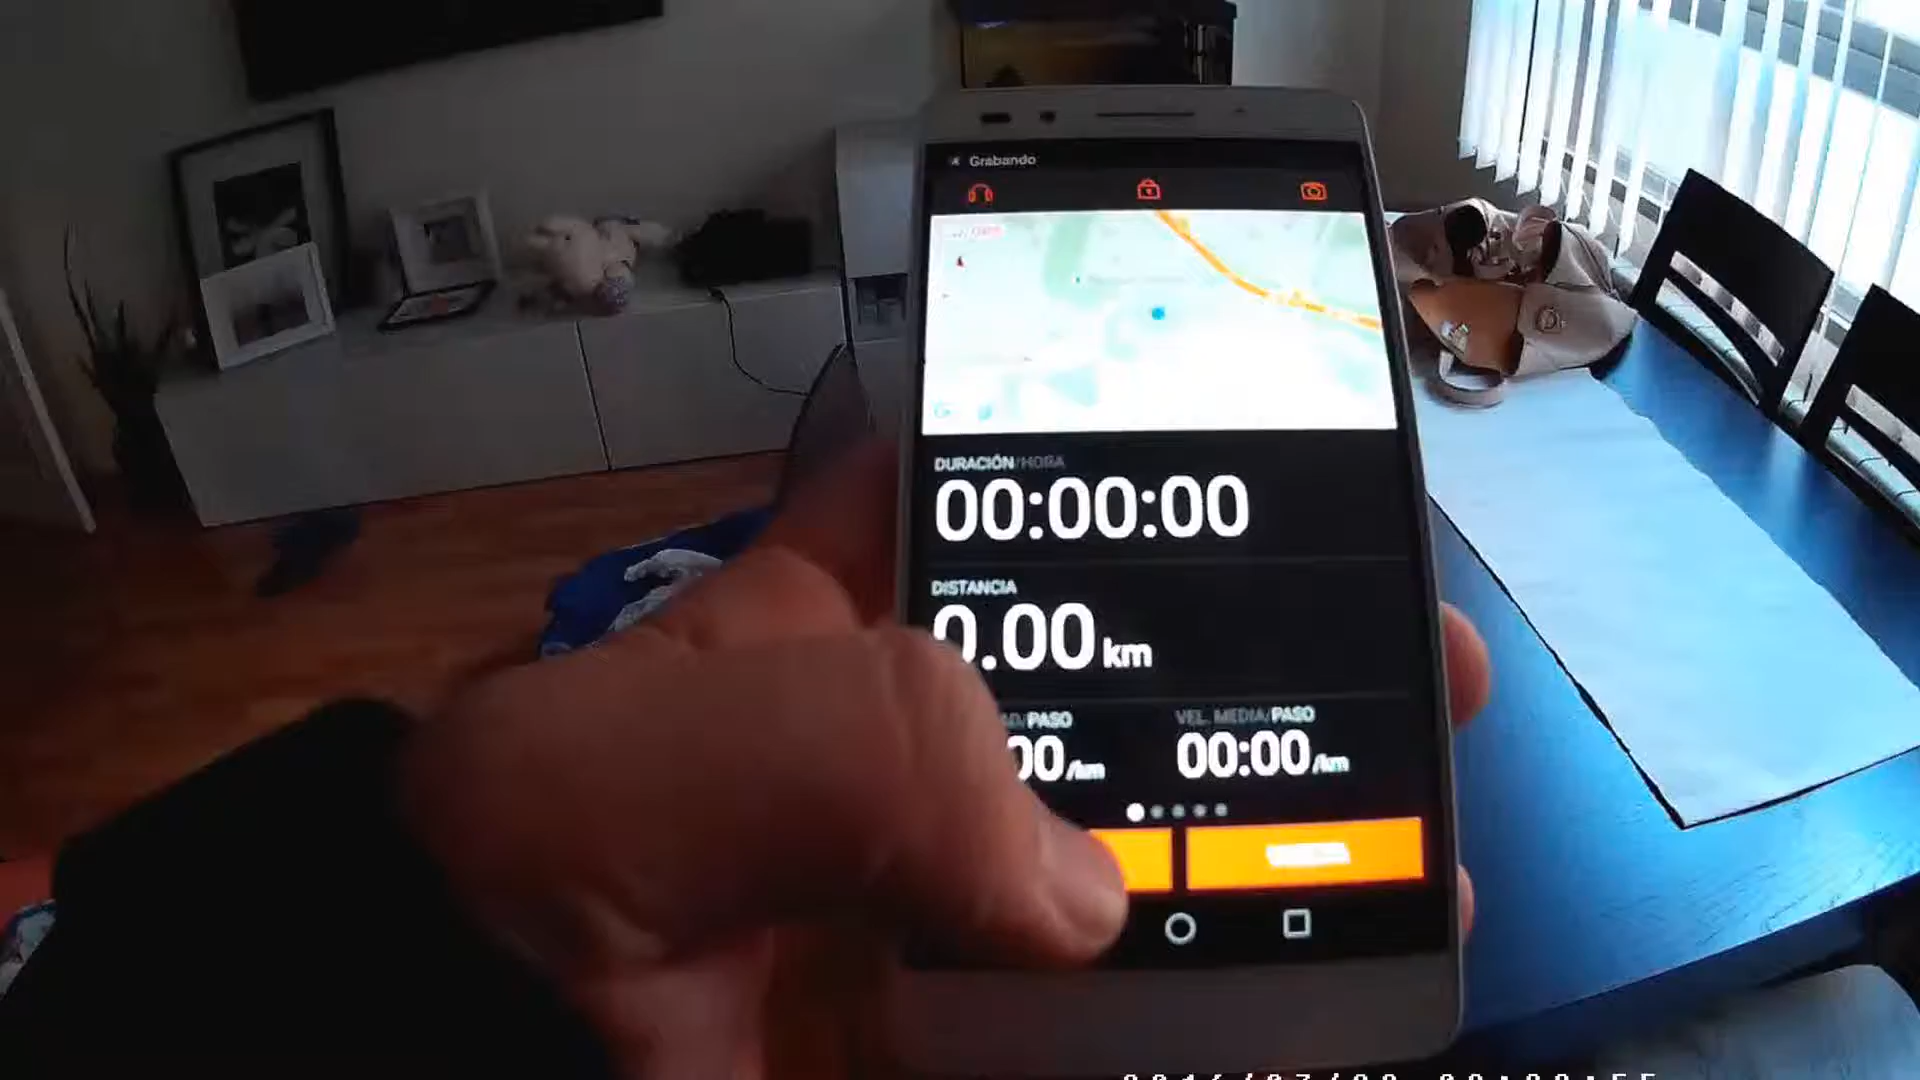 Grabando
DURACIÓN/HORA
00:00:00
DISTANCIA
0.00 km
/PASO
VEL. MEDIA/PASO
00 /km
00:00 /km